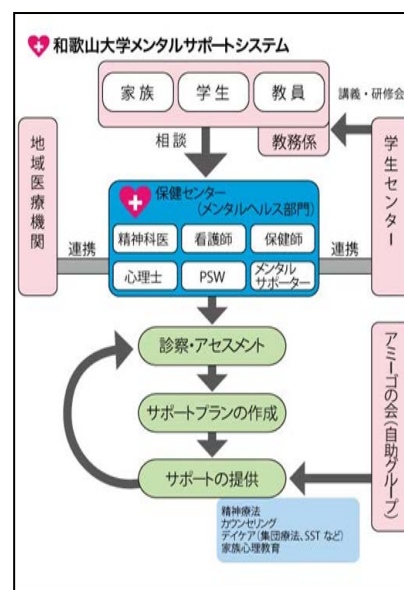 和歌山大学メンタルサポートシステム
家族
学生
教員
講義・研修会
相談
教務係
地域医療機関
学生センター
保健センター
(メンタルヘルス部門)
連携
精神科医
看護師
保健師
連携
心理士
PSW
メンタル
サポーター
診察・アセスメント
サポートプランの作成
サポートの提供
アミーゴの会(自助グループ)
精神療法
カウンセリング
デイケア(集団療法、SST など)
家族心理教育